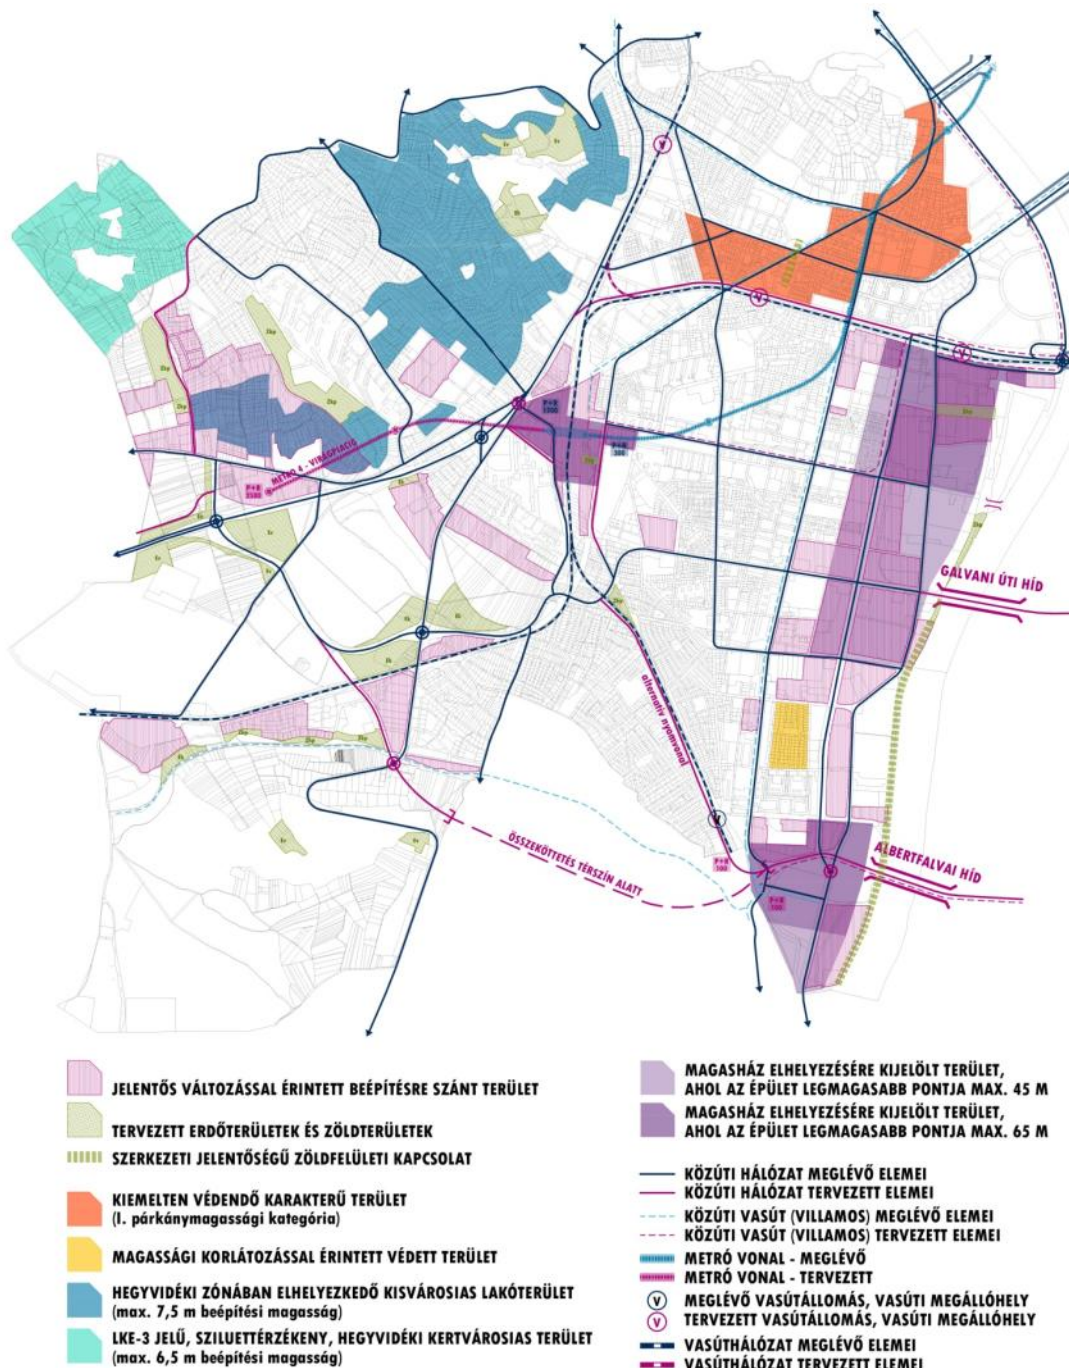 V
V
V
P+R
1500
P+R
300
METRÓ 4 - VIRÁGPIACIG
P+R
GALVANI ÚTI HÍD
alternatív nyomvonal
V
ÖSSZEKÖTTETÉS TÉRSZÍN ALATT
P+R
100
ALBERTFALVAI HÍD
P+R
JELENTŐS VÁLTOZÁSSAL ÉRINTETT BEÉPÍTÉSRE SZÁNT TERÜLET
TERVEZETT ERDŐTERÜLETEK ÉS ZÖLDTERÜLETEK
SZERKEZETI JELENTŐSÉGŰ ZÖLDFELÜLETI KAPCSOLAT
KIEMELTEN VÉDENDŐ KARAKTERŰ TERÜLET
(I. párkánymagassági kategória)
MAGASSÁGI KORLÁTOZÁSSAL ÉRINTETT VÉDETT TERÜLET
HEGYVIDÉKI ZÓNÁBAN ELHELYEZKEDŐ KISVÁROSIAS LAKÓTERÜLET
(max. 7,5 m beépítési magasság)
LKE-3 JELŰ, SZILUETTÉRZÉKENY, HEGYVIDÉKI KERTVÁROSIAS TERÜLET
(max. 6,5 m beépítési magasság)
MAGASHÁZ ELHELYEZÉSÉRE KIJELÖLT TERÜLET,
AHOL AZ ÉPÜLET LEGMAGASABB PONTJA MAX. 45 M
MAGASHÁZ ELHELYEZÉSÉRE KIJELÖLT TERÜLET,
AHOL AZ ÉPÜLET LEGMAGASABB PONTJA MAX. 65 M
KÖZÚTI HÁLÓZAT MEGLÉVŐ ELEMEI
KÖZÚTI HÁLÓZAT TERVEZETT ELEMEI
KÖZÚTI VASÚT (VILLAMOS) MEGLÉVŐ ELEMEI
KÖZÚTI VASÚT (VILLAMOS) TERVEZETT ELEMEI
METRÓ VONAL - MEGLÉVŐ
METRÓ VONAL - TERVEZETT
V MEGLÉVŐ VASÚTÁLLOMÁS, VASÚTI MEGÁLLÓHELY
V TERVEZETT VASÚTÁLLOMÁS, VASÚTI MEGÁLLÓHELY
VASÚTHÁLÓZAT MEGLÉVŐ ELEMEI
VASÚTHÁLÓZAT TERVEZETT ELEMEI